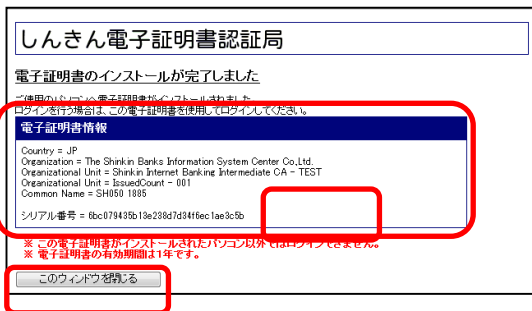 しんきん電子証明書認証局
電子証明書のインストールが完了しました
ご使用のパソコンへ電子証明書がインストールされました。
ログインを行う場合は、この電子証明書を使用してログインしてください。
電子証明書情報
Country = JP
Organization = The Shinkin Banks Information System Center Co.,Ltd.
Organizational Unit = Shinkin Internet Banking Intermediate CA - TEST
Organizational Unit = IssuedCount - 001
Common Name = SH050 1885
シリアル番号 = 6bc079435b13e238d7d34f6ec1ae3c5b
※ この電子証明書がインストールされたパソコン以外ではログインできません。
※ 電子証明書の有効期間は1年です。
このウィンドウを閉じる